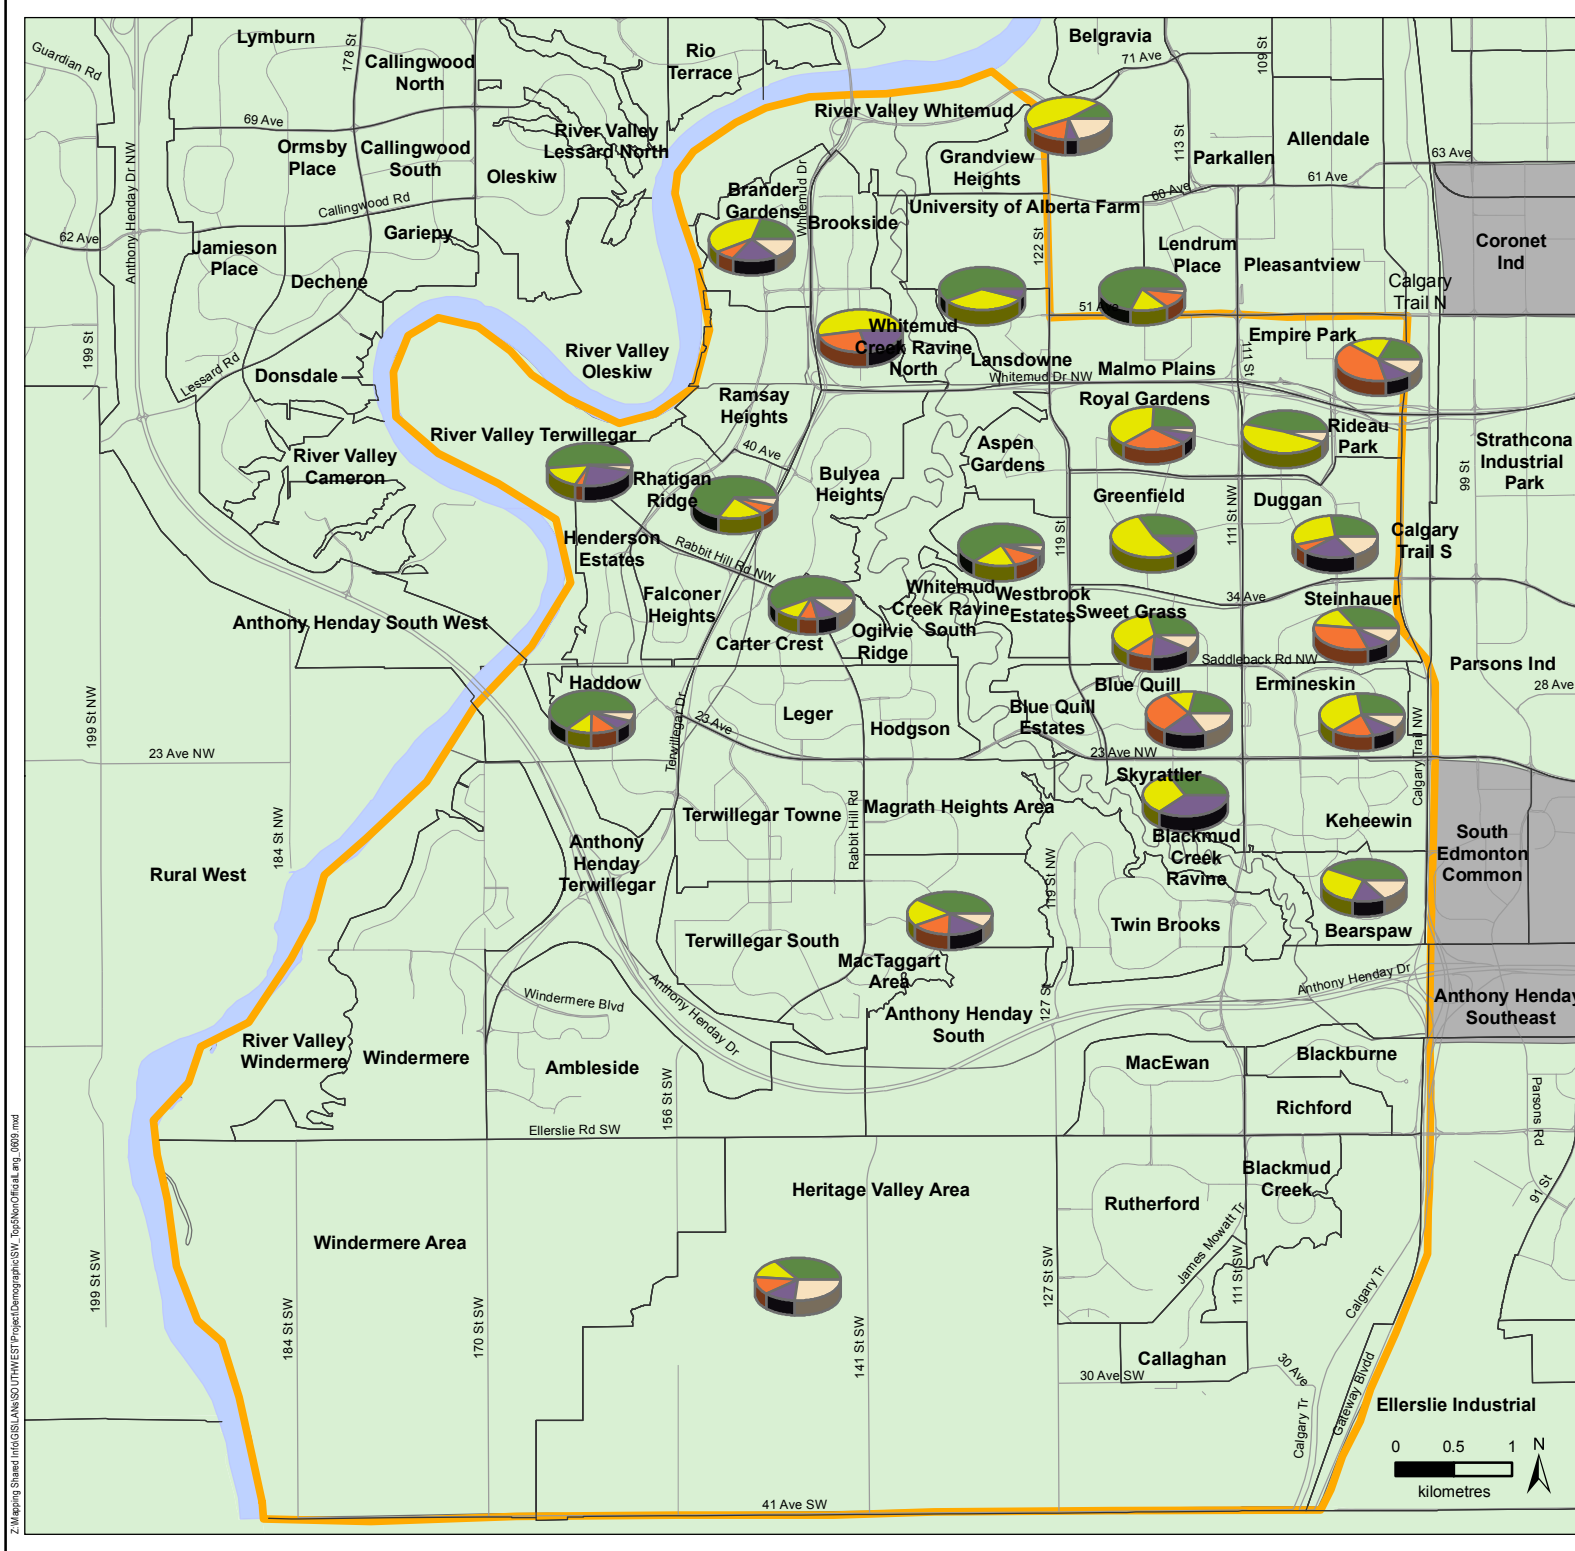 Lymburn
178 St
Guardian Rd
Callingwood
North
Rio
Terrace
Belgravia
71 Ave
109 St
River Valley Whitemud
69 Ave
River Valley
Lessard North
Ormsby
Place
Callingwood
South
Oleskiw
Anthony Henday Dr NW
Grandview
Heights
113 St
Parkallen
Allendale
63 Ave
61 Ave
60 Ave
Brander
Gardens
Whitemud Dr
Brookside
University of Alberta Farm
Callingwood Rd
62 Ave
Gariepy
Jamieson
Place
Dechene
122 St
Lendrum
Place
Pleasantview
Coronet
Ind
Calgary
Trail N
51 Ave
199 St
Lessard Rd
Donsdale
River Valley
Oleskiw
Whitemud
Creek Ravine
North
Lansdowne
Whitemud Dr NW
Malmo Plains
111 St
Empire Park
Ramsay
Heights
Royal Gardens
Rideau
Park
River Valley Terwillegar
40 Ave
Aspen
Gardens
Strathcona
Industrial
Park
99 St
River Valley
Cameron
Rhatigan
Ridge
Bulyea
Heights
Greenfield
111 St NW
Duggan
Calgary
Trail S
119 St
Henderson
Estates
Rabbit Hill Rd NW
Falconer
Heights
Whitemud
Creek Ravine
South
Westbrook
Estates
Sweet Grass
34 Ave
Steinhauer
Anthony Henday South West
Carter Crest
Ogilvie
Ridge
Saddleback Rd NW
Parsons Ind
28 Ave
Haddow
Blue Quill
Ermineskin
199 St NW
Terwillegar Dr
23 Ave
Leger
Hodgson
Blue Quill
Estates
23 Ave NW
23 Ave NW
Calgary Trail NW
Skyrattler
184 St NW
Terwillegar Towne
Rabbit Hill Rd
Magrath Heights Area
Keheewin
Anthony
Henday
Terwillegar
Blackmud
Creek
Ravine
South
Edmonton
Common
Rural West
119 St NW
Twin Brooks
Bearspaw
Terwillegar South
MacTaggart
Area
Anthony Henday Dr
Windermere Blvd
Anthony Henday Dr
127 St
Anthony Henday
South
Anthony Henday
Southeast
River Valley
Windermere
Windermere
Ambleside
MacEwan
Blackburne
156 St SW
Richford
Parsons Rd
Ellerslie Rd SW
Blackmud
Creek
Heritage Valley Area
Rutherford
91 St
James Mowatt Tr
Windermere Area
199 St SW
184 St SW
170 St SW
141 St SW
127 St SW
111 St SW
Calgary Tr
Callaghan
30 Ave SW
30 Ave
Calgary Tr
Gateway Blvdd
Ellerslie Industrial
0 0.5 1
kilometres
N
41 Ave SW
Z:\Mapping Shared Info\GIS\LANs\SOUTHWEST\Project\Demographic\SW_Top5NonOfficialLang_0609.mxd